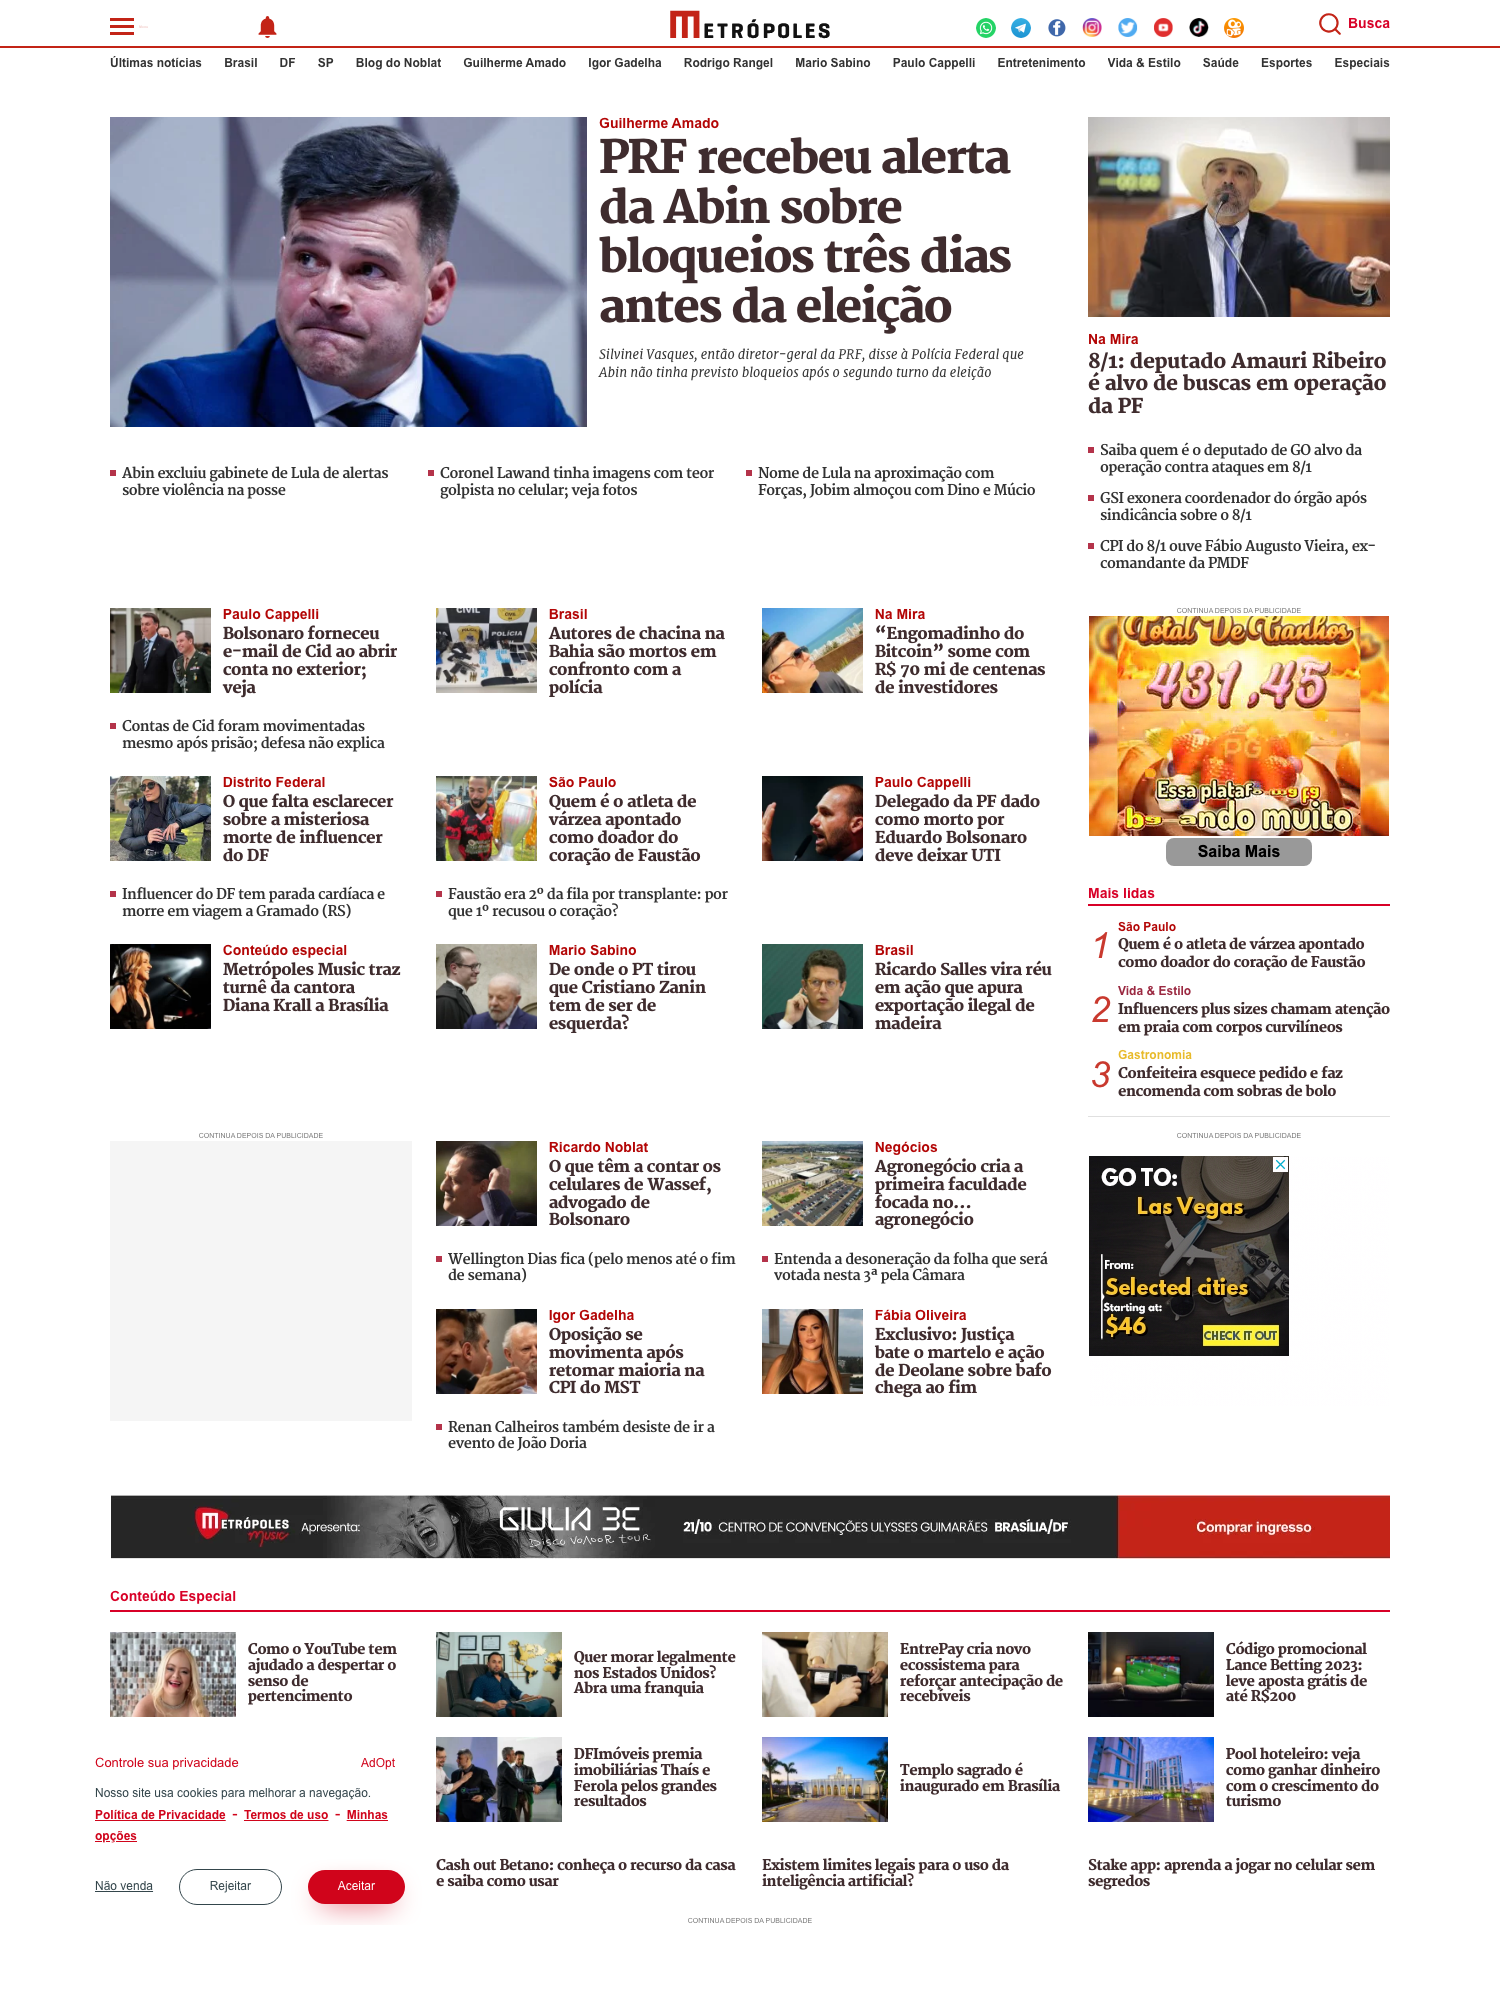 METRÓPOLES
Busca
Últimas notícias Brasil DF SP Blog do Noblat Guilherme Amado Igor Gadelha Rodrigo Rangel Mario Sabino Paulo Cappelli Entretenimento Vida & Estilo Saúde Esportes Especiais
Guilherme Amado
PRF recebeu alerta
da Abin sobre
bloqueios três dias
antes da eleição
Silvinei Vasques, então diretor-geral da PRF, disse à Polícia Federal que
Abin não tinha previsto bloqueios após o segundo turno da eleição
Na Mira
8/1: deputado Amauri Ribeiro
é alvo de buscas em operação
da PF
Abin excluiu gabinete de Lula de alertas
sobre violência na posse
Coronel Lawand tinha imagens com teor
golpista no celular; veja fotos
Nome de Lula na aproximação com
Forças, Jobim almoçou com Dino e Múcio
Saiba quem é o deputado de GO alvo da
operação contra ataques em 8/1
GSI exonera coordenador do órgão após
sindicância sobre o 8/1
CPI do 8/1 ouve Fábio Augusto Vieira, ex-
comandante da PMDF
Paulo Cappelli
Bolsonaro forneceu
e-mail de Cid ao abrir
conta no exterior;
veja
Contas de Cid foram movimentadas
mesmo após prisão; defesa não explica
CIVIL
POLÍCIA
Brasil
Autores de chacina na
Bahia são mortos em
confronto com a
polícia
Na Mira
“Engomadinho do
Bitcoin” some com
R$ 70 mi de centenas
de investidores
CONTINUA DEPOIS DA PUBLICIDADE
Total De Ganhos
431,45
PG
Saiba Mais
Distrito Federal
O que falta esclarecer
sobre a misteriosa
morte de influencer
do DF
Influencer do DF tem parada cardíaca e
morre em viagem a Gramado (RS)
São Paulo
Quem é o atleta de
várzea apontado
como doador do
coração de Faustão
Faustão era 2º da fila por transplante: por
que 1º recusou o coração?
Paulo Cappelli
Delegado da PF dado
como morto por
Eduardo Bolsonaro
deve deixar UTI
Conteúdo especial
Metrópoles Music traz
turnê da cantora
Diana Krall a Brasília
Mario Sabino
De onde o PT tirou
que Cristiano Zanin
tem de ser de
esquerda?
Brasil
Ricardo Salles vira réu
em ação que apura
exportação ilegal de
madeira
Mais lidas
1
São Paulo
Quem é o atleta de várzea apontado
como doador do coração de Faustão
2
Vida & Estilo
Influencers plus sizes chamam atenção
em praia com corpos curvilíneos
3
Gastronomia
Confeiteira esquece pedido e faz
encomenda com sobras de bolo
CONTINUA DEPOIS DA PUBLICIDADE
Ricardo Noblat
O que têm a contar os
celulares de Wassef,
advogado de
Bolsonaro
Wellington Dias fica (pelo menos até o fim
de semana)
Negócios
Agronegócio cria a
primeira faculdade
focada no...
agronegócio
Entenda a desoneração da folha que será
votada nesta 3ª pela Câmara
CONTINUA DEPOIS DA PUBLICIDADE
GO TO:
Las Vegas
From:
Selected cities
Starting at:
$46
CHECK IT OUT
Igor Gadelha
Oposição se
movimenta após
retomar maioria na
CPI do MST
Renan Calheiros também desiste de ir a
evento de João Doria
Fábia Oliveira
Exclusivo: Justiça
bate o martelo e ação
de Deolane sobre bafo
chega ao fim
METRÓPOLES Music Apresenta: GIULIA BE DISCO VOADOR TOUR 21/10 CENTRO DE CONVENÇÕES ULYSSES GUIMARÃES BRASÍLIA/DF Comprar ingresso
Conteúdo Especial
Como o YouTube tem
ajudado a despertar o
senso de
pertencimento
Quer morar legalmente
nos Estados Unidos?
Abra uma franquia
EntrePay cria novo
ecossistema para
reforçar antecipação de
recebíveis
Código promocional
Lance Betting 2023:
leve aposta grátis de
até R$200
DFImóveis premia
imobiliárias Thaís e
Ferola pelos grandes
resultados
Templo sagrado é
inaugurado em Brasília
Pool hoteleiro: veja
como ganhar dinheiro
com o crescimento do
turismo
Controle sua privacidade AdOpt
Nosso site usa cookies para melhorar a navegação.
Política de Privacidade - Termos de uso - Minhas
opções
Não venda Rejeitar Aceitar
Cash out Betano: conheça o recurso da casa
e saiba como usar
Existem limites legais para o uso da
inteligência artificial?
Stake app: aprenda a jogar no celular sem
segredos
CONTINUA DEPOIS DA PUBLICIDADE